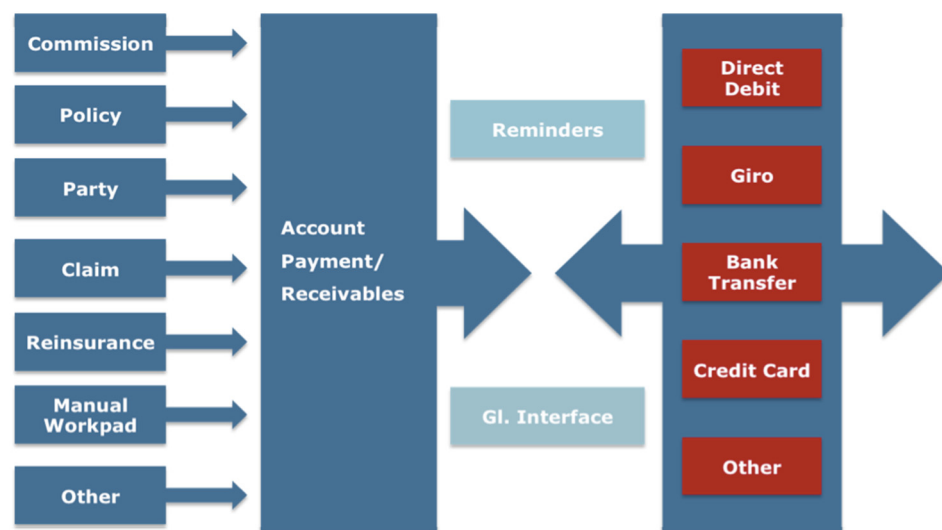 Commission
Policy
Party
Claim
Reinsurance
Manual
Workpad
Other
Account
Payment/
Receivables
Reminders
Gl. Interface
Direct
Debit
Giro
Bank
Transfer
Credit Card
Other